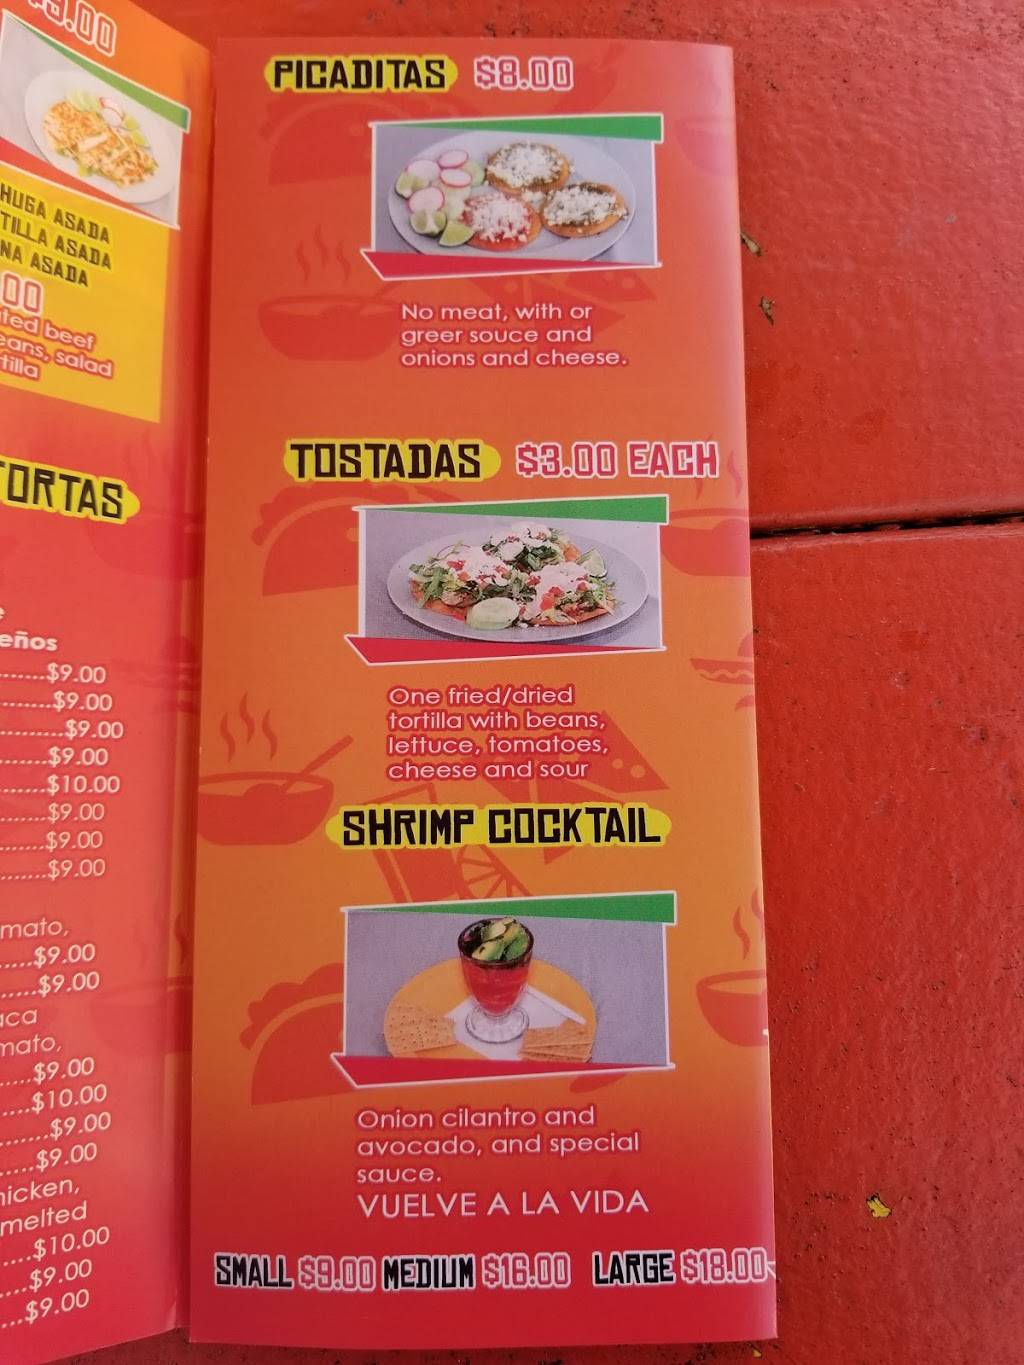 $9.00
HUGA ASADA
TILLA ASADA
NA ASADA
00
ted beef
eans, salad
tilla
TORTAS
eños
$9.00
$9.00
$9.00
$9.00
$10.00
$9.00
$9.00
$9.00
mato,
$9.00
$9.00
aca
mato,
$9.00
$10.00
$9.00
$9.00
hicken,
melted
$10.00
$9.00
$9.00
PICADITAS $8.00
No meat, with or
greer souce and
onions and cheese.
TOSTADAS $3.00 EACH
One fried/dried
tortilla with beans,
lettuce, tomatoes,
cheese and sour
SHRIMP COCKTAIL
Onion cilantro and
avocado, and special
sauce.
VUELVE A LA VIDA
SMALL $9.00 MEDIUM $16.00 LARGE $18.00